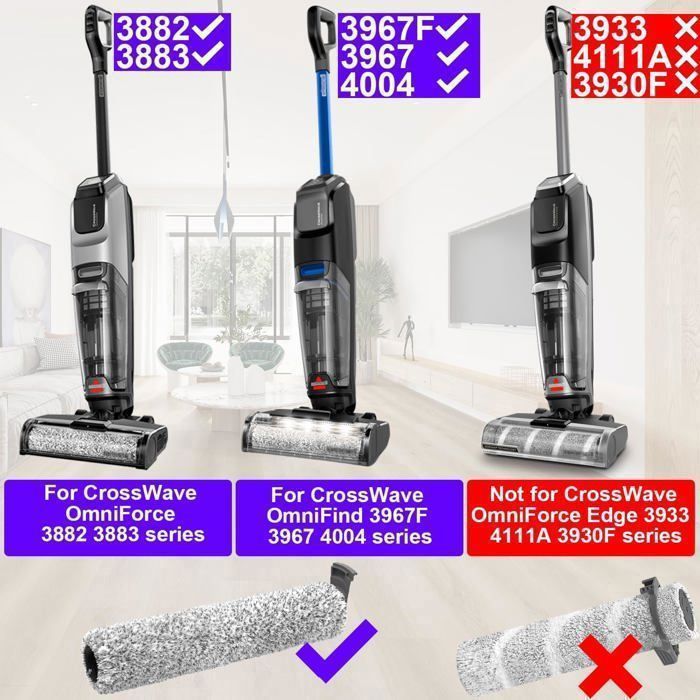 3882
3883
3967F
3967
4004
3933
4111A
3930F
For CrossWave
OmniForce
3882 3883 series
For CrossWave
OmniFind 3967F
3967 4004 series
Not for CrossWave
OmniForce Edge 3933
4111A 3930F series